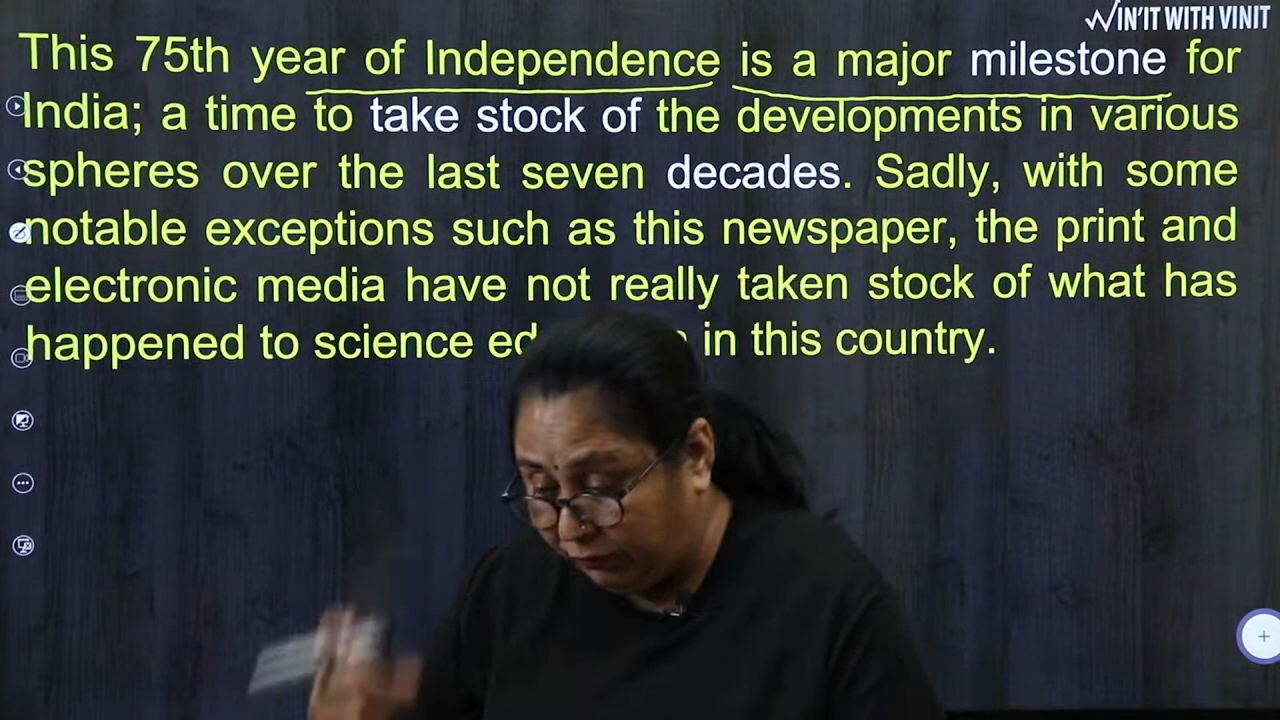 WIN'IT WITH VINIT
This 75th year of Independence is a major milestone for
India; a time to take stock of the developments in various
spheres over the last seven decades. Sadly, with some
notable exceptions such as this newspaper, the print and
electronic media have not really taken stock of what has
happened to science in this country.